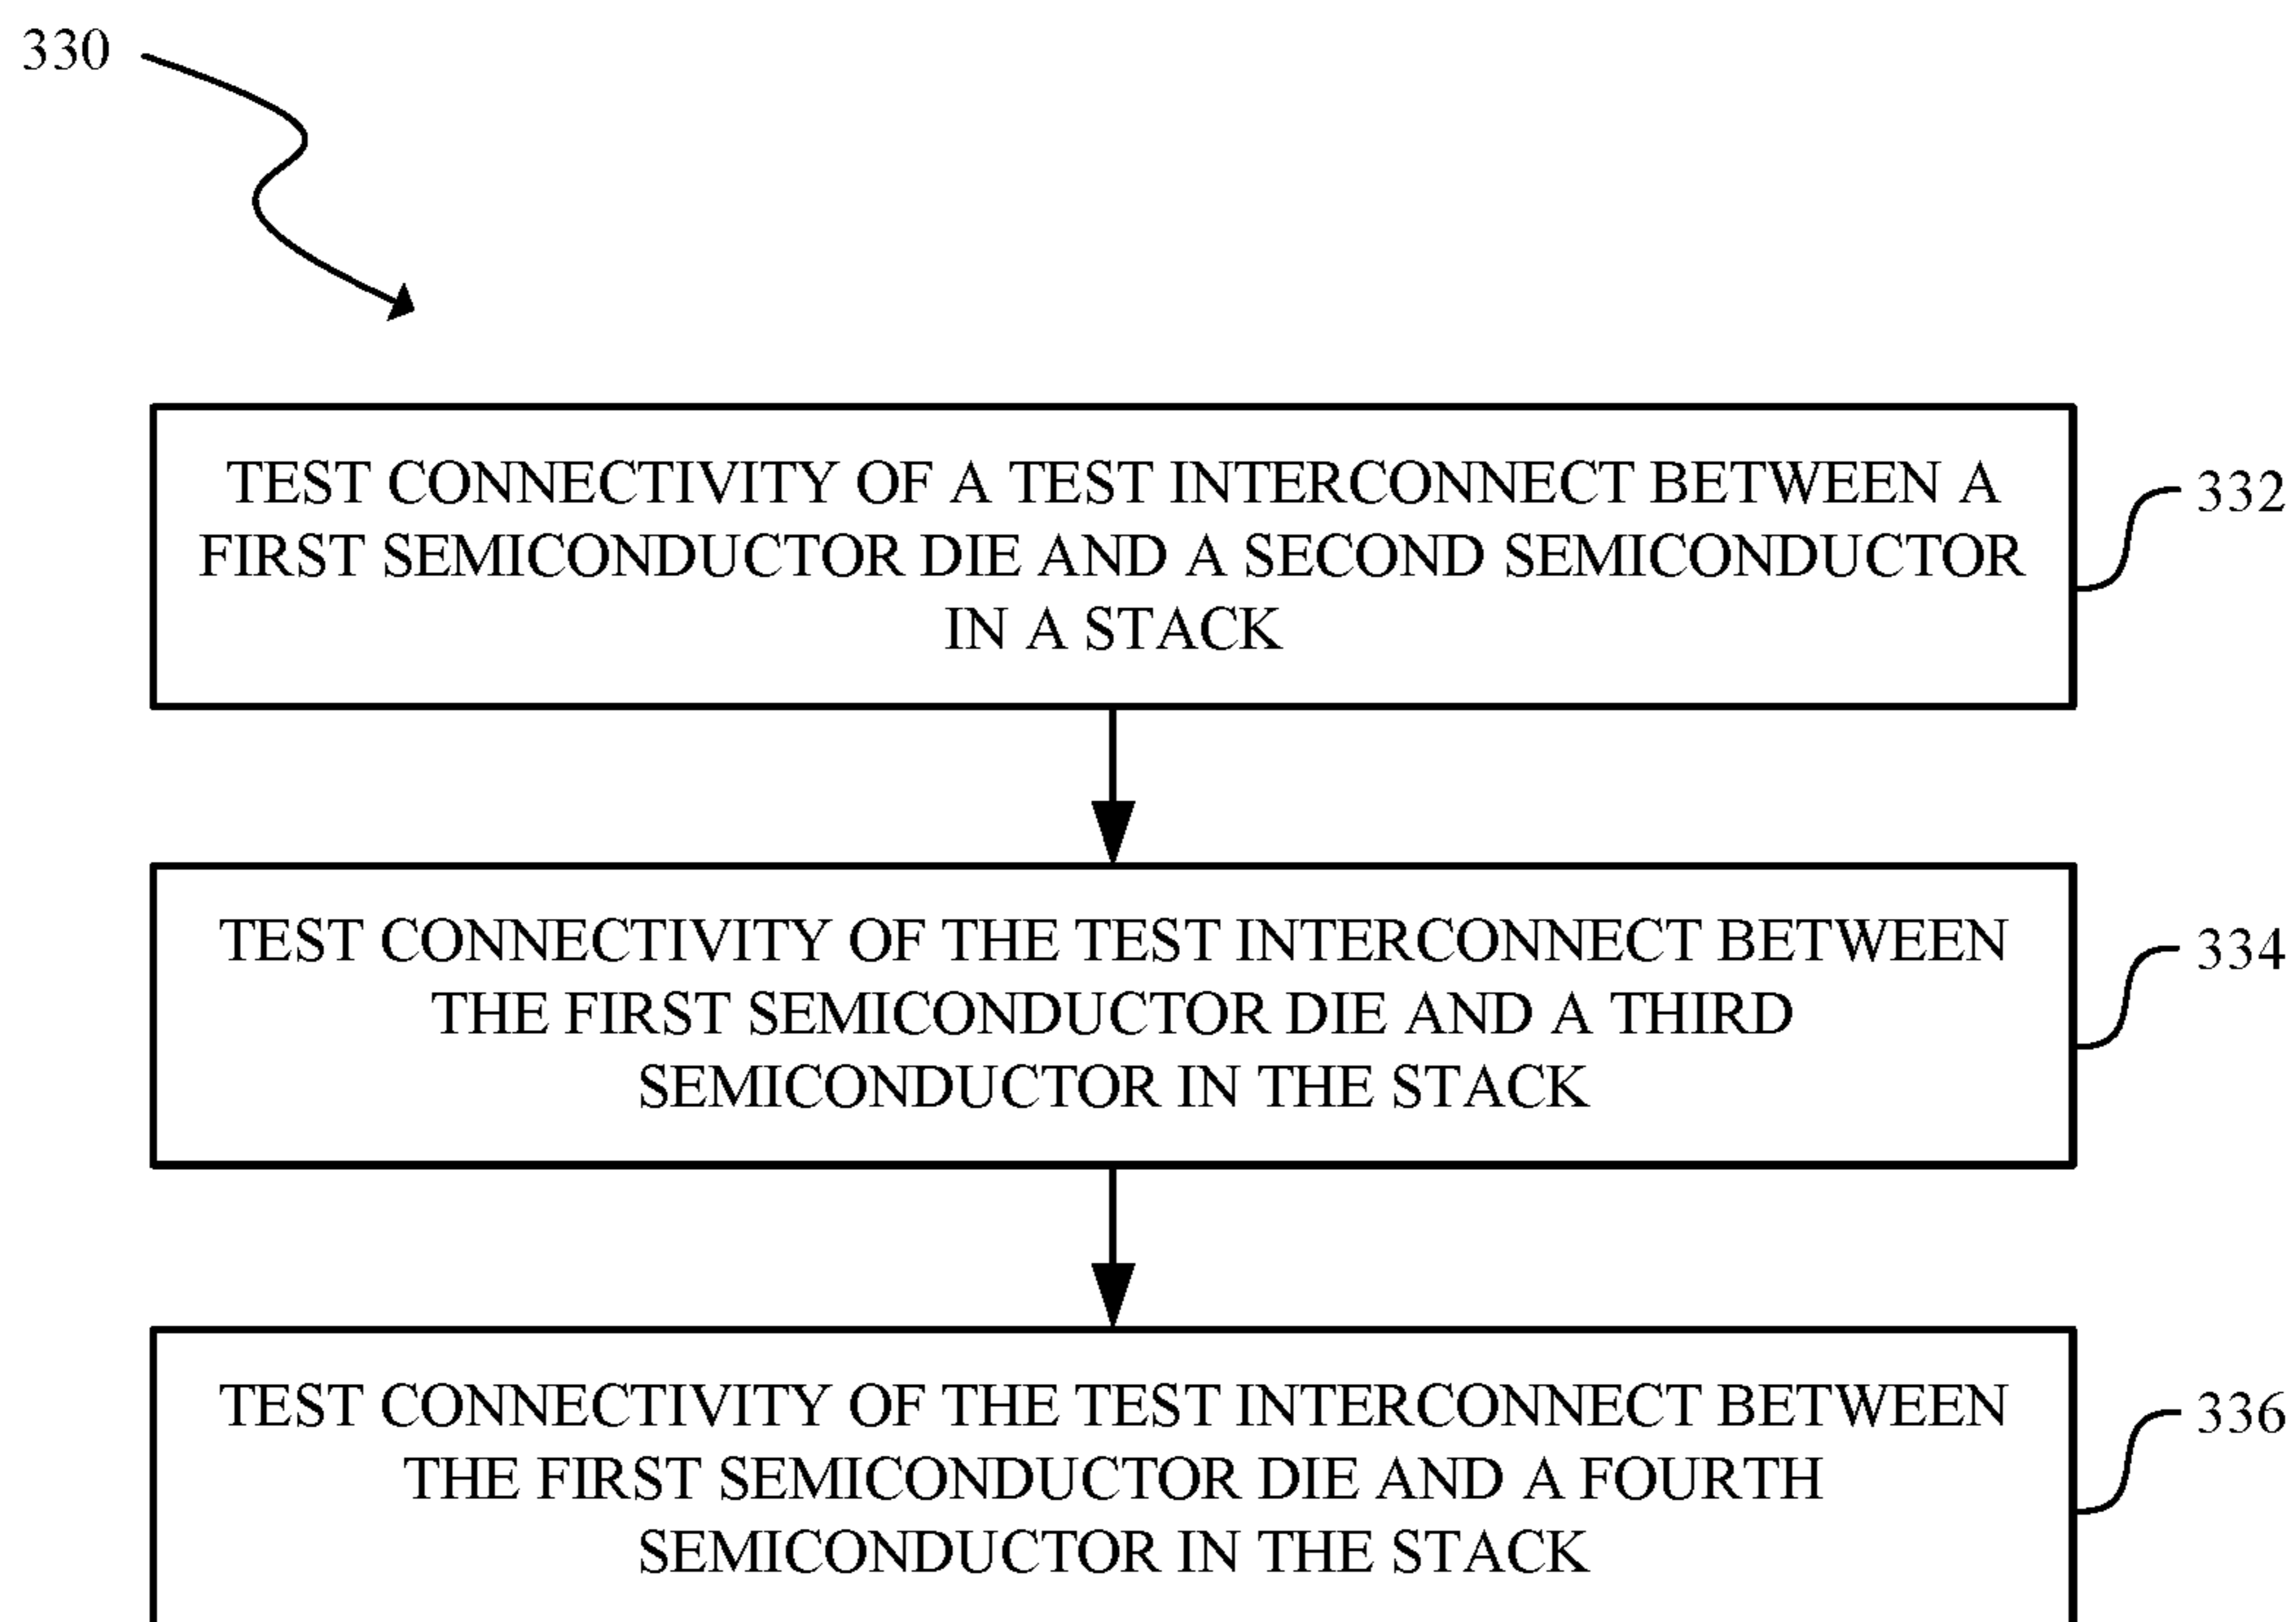 330
TEST CONNECTIVITY OF A TEST INTERCONNECT BETWEEN A
FIRST SEMICONDUCTOR DIE AND A SECOND SEMICONDUCTOR
IN A STACK
332
TEST CONNECTIVITY OF THE TEST INTERCONNECT BETWEEN
THE FIRST SEMICONDUCTOR DIE AND A THIRD
SEMICONDUCTOR IN THE STACK
334
TEST CONNECTIVITY OF THE TEST INTERCONNECT BETWEEN
THE FIRST SEMICONDUCTOR DIE AND A FOURTH
SEMICONDUCTOR IN THE STACK
336